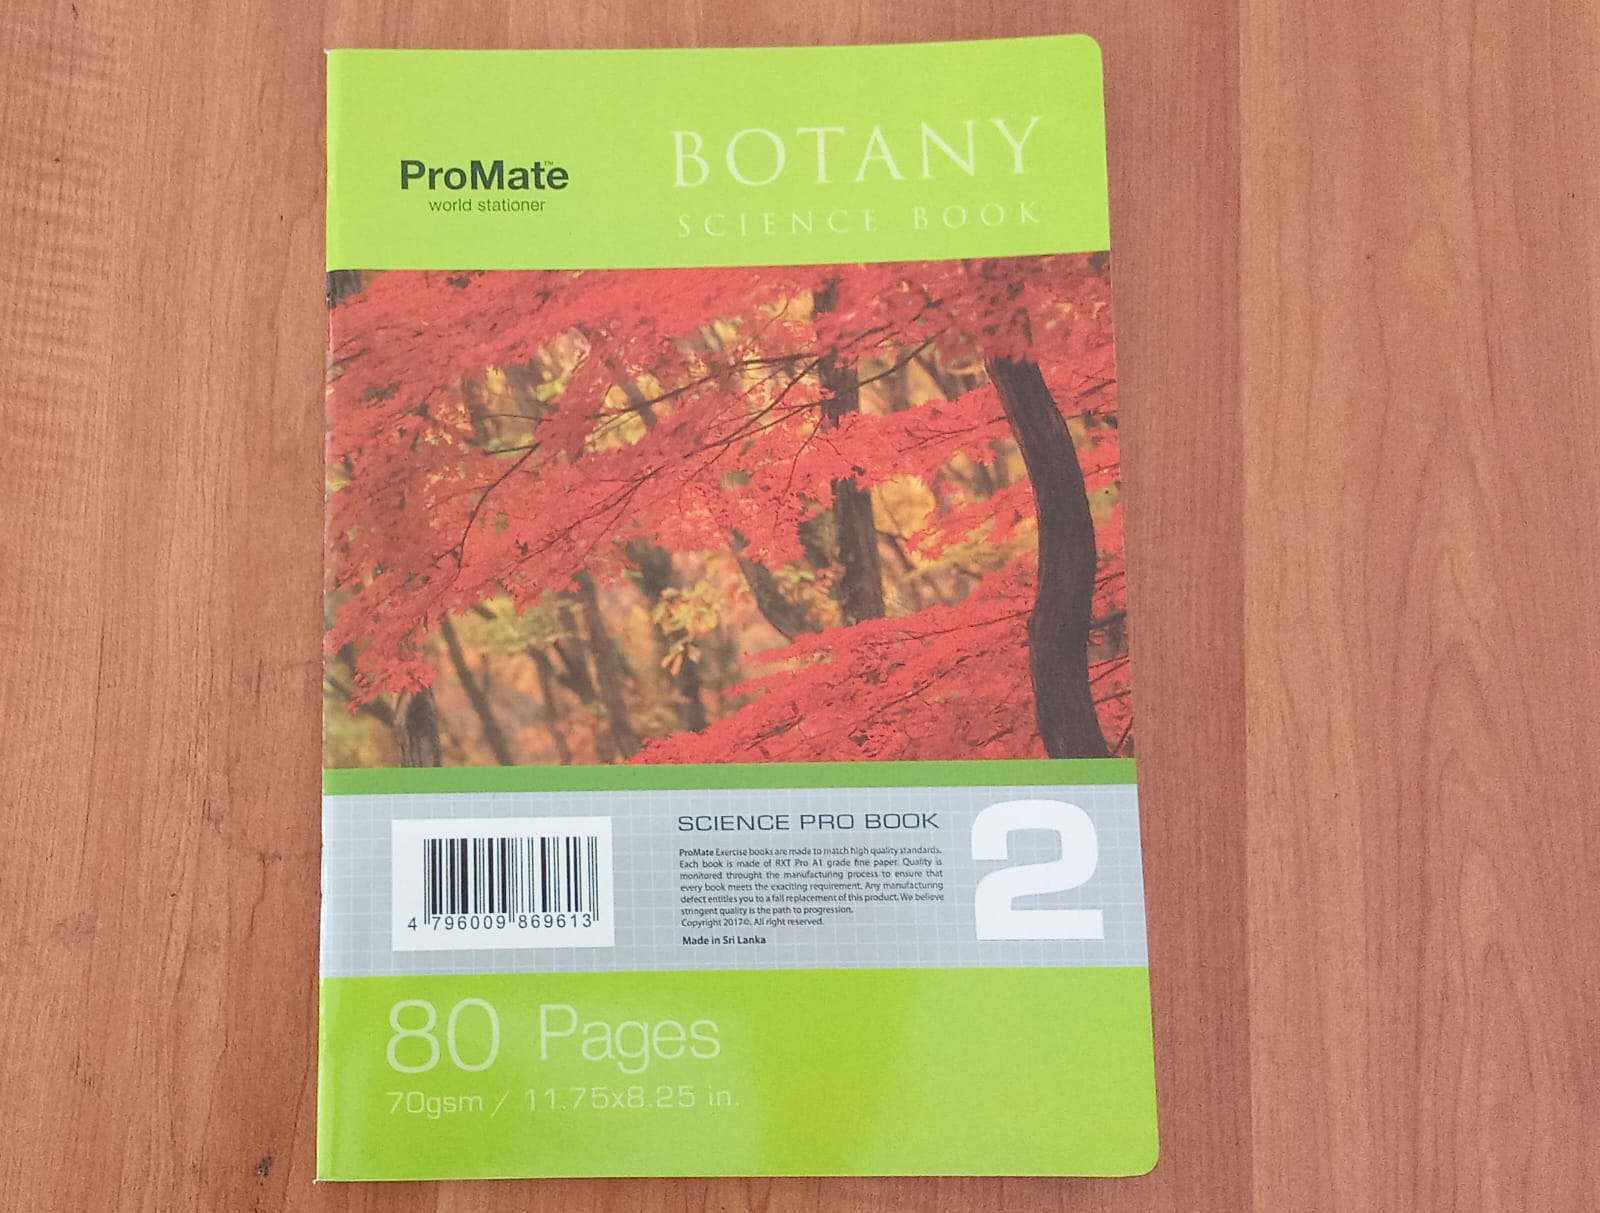 ProMate™
world stationer
BOTANY
SCIENCE BOOK
4 796009 869613
SCIENCE PRO BOOK
ProMate Exercise books are made to match high quality standards.
Each book is made of RXT Pro A1 grade fine paper. Quality is
monitored throught the manufacturing process to ensure that
every book meets the exaciting requirement. Any manufacturing
defect entitles you to a fall replacement of this product. We believe
stringent quality is the path to progression.
Copyright 2017©. All right reserved.
Made in Sri Lanka
2
80 Pages
70gsm / 11.75x8.25 in.